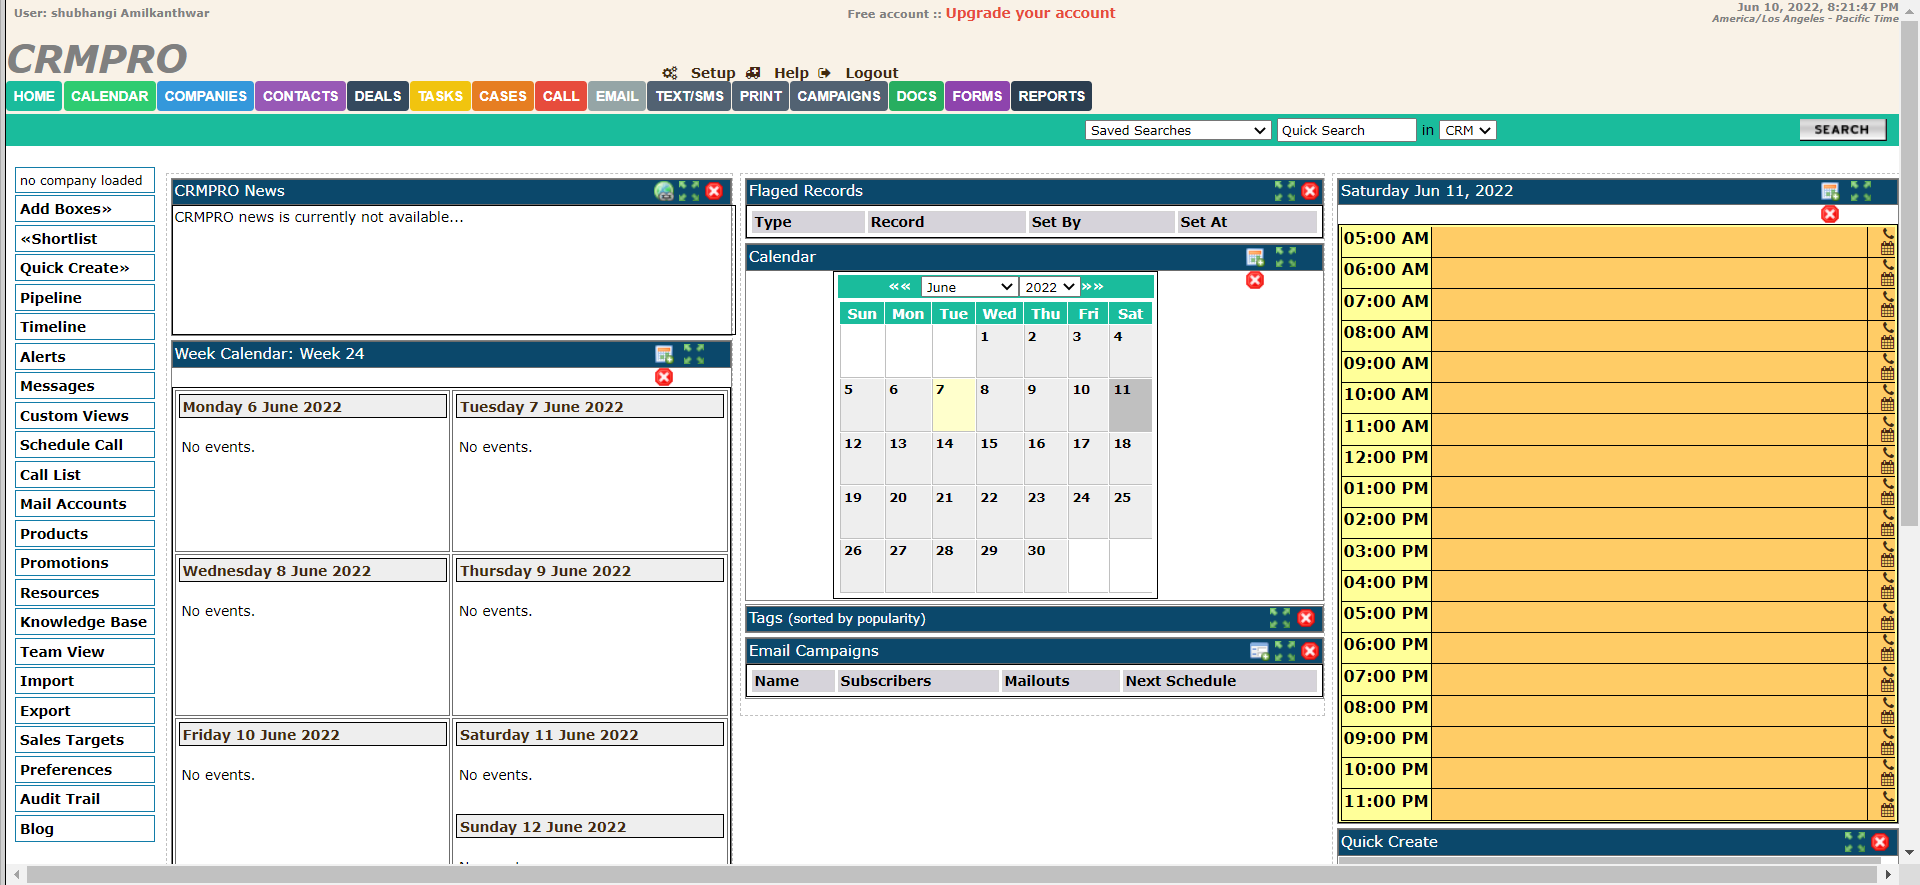 User: shubhangi Amilkanthwar
Free account :: Upgrade your account
Jun 10, 2022, 8:21:47 PM
America/Los Angeles - Pacific Time
CRMPRO
Setup Help Logout
HOME CALENDAR COMPANIES CONTACTS DEALS TASKS CASES CALL EMAIL TEXT/SMS PRINT CAMPAIGNS DOCS FORMS REPORTS
Saved Searches Quick Search in CRM SEARCH
no company loaded
Add Boxes»
«Shortlist
Quick Create»
Pipeline
Timeline
Alerts
Messages
Custom Views
Schedule Call
Call List
Mail Accounts
Products
Promotions
Resources
Knowledge Base
Team View
Import
Export
Sales Targets
Preferences
Audit Trail
Blog
CRMPRO News
CRMPRO news is currently not available...
Week Calendar: Week 24
Monday 6 June 2022 Tuesday 7 June 2022
No events. No events.
Wednesday 8 June 2022 Thursday 9 June 2022
No events. No events.
Friday 10 June 2022 Saturday 11 June 2022
No events. No events.
Sunday 12 June 2022
Flaged Records
Type Record Set By Set At
Calendar
«« June 2022 »»
Sun Mon Tue Wed Thu Fri Sat
1 2 3 4
5 6 7 8 9 10 11
12 13 14 15 16 17 18
19 20 21 22 23 24 25
26 27 28 29 30
Tags (sorted by popularity)
Email Campaigns
Name Subscribers Mailouts Next Schedule
Saturday Jun 11, 2022
05:00 AM
06:00 AM
07:00 AM
08:00 AM
09:00 AM
10:00 AM
11:00 AM
12:00 PM
01:00 PM
02:00 PM
03:00 PM
04:00 PM
05:00 PM
06:00 PM
07:00 PM
08:00 PM
09:00 PM
10:00 PM
11:00 PM
Quick Create